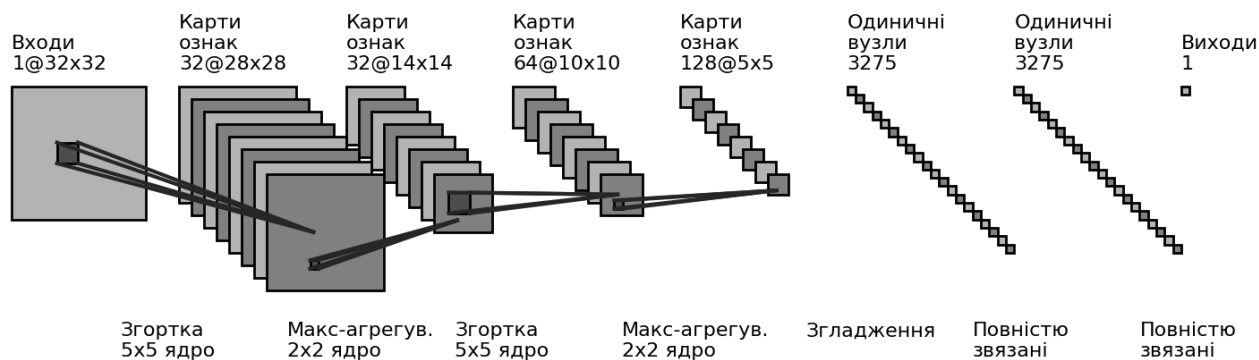 Входи
1@32x32
Карти
ознак
32@28x28
Карти
ознак
32@14x14
Карти
ознак
64@10x10
Карти
ознак
128@5x5
Одиничні
вузли
3275
Одиничні
вузли
3275
Виходи
1
Згортка
5x5 ядро
Макс-агрегув.
2x2 ядро
Згортка
5x5 ядро
Макс-агрегув.
2x2 ядро
Згладження
Повністю
звязані
Повністю
звязані